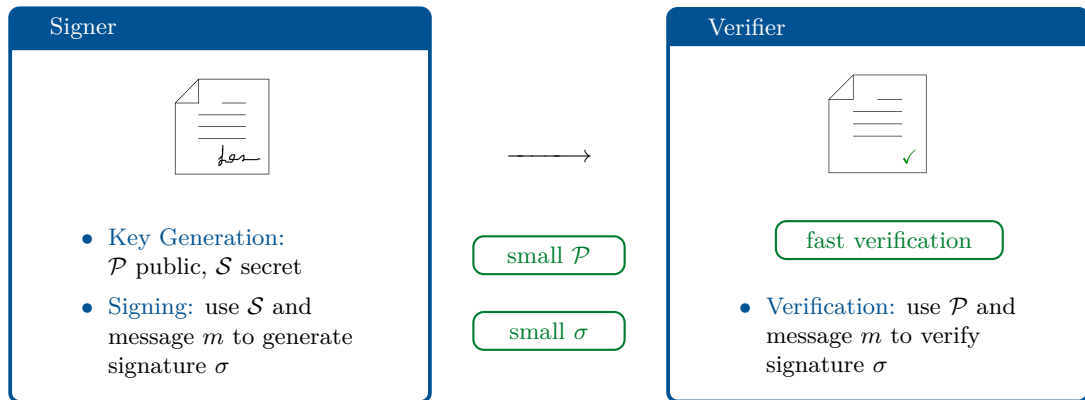 Signer
• Key Generation:
𝒫 public, 𝒮 secret
• Signing: use 𝒮 and
message m to generate
signature σ
small 𝒫
small σ
Verifier
✓
fast verification
• Verification: use 𝒫 and
message m to verify
signature σ